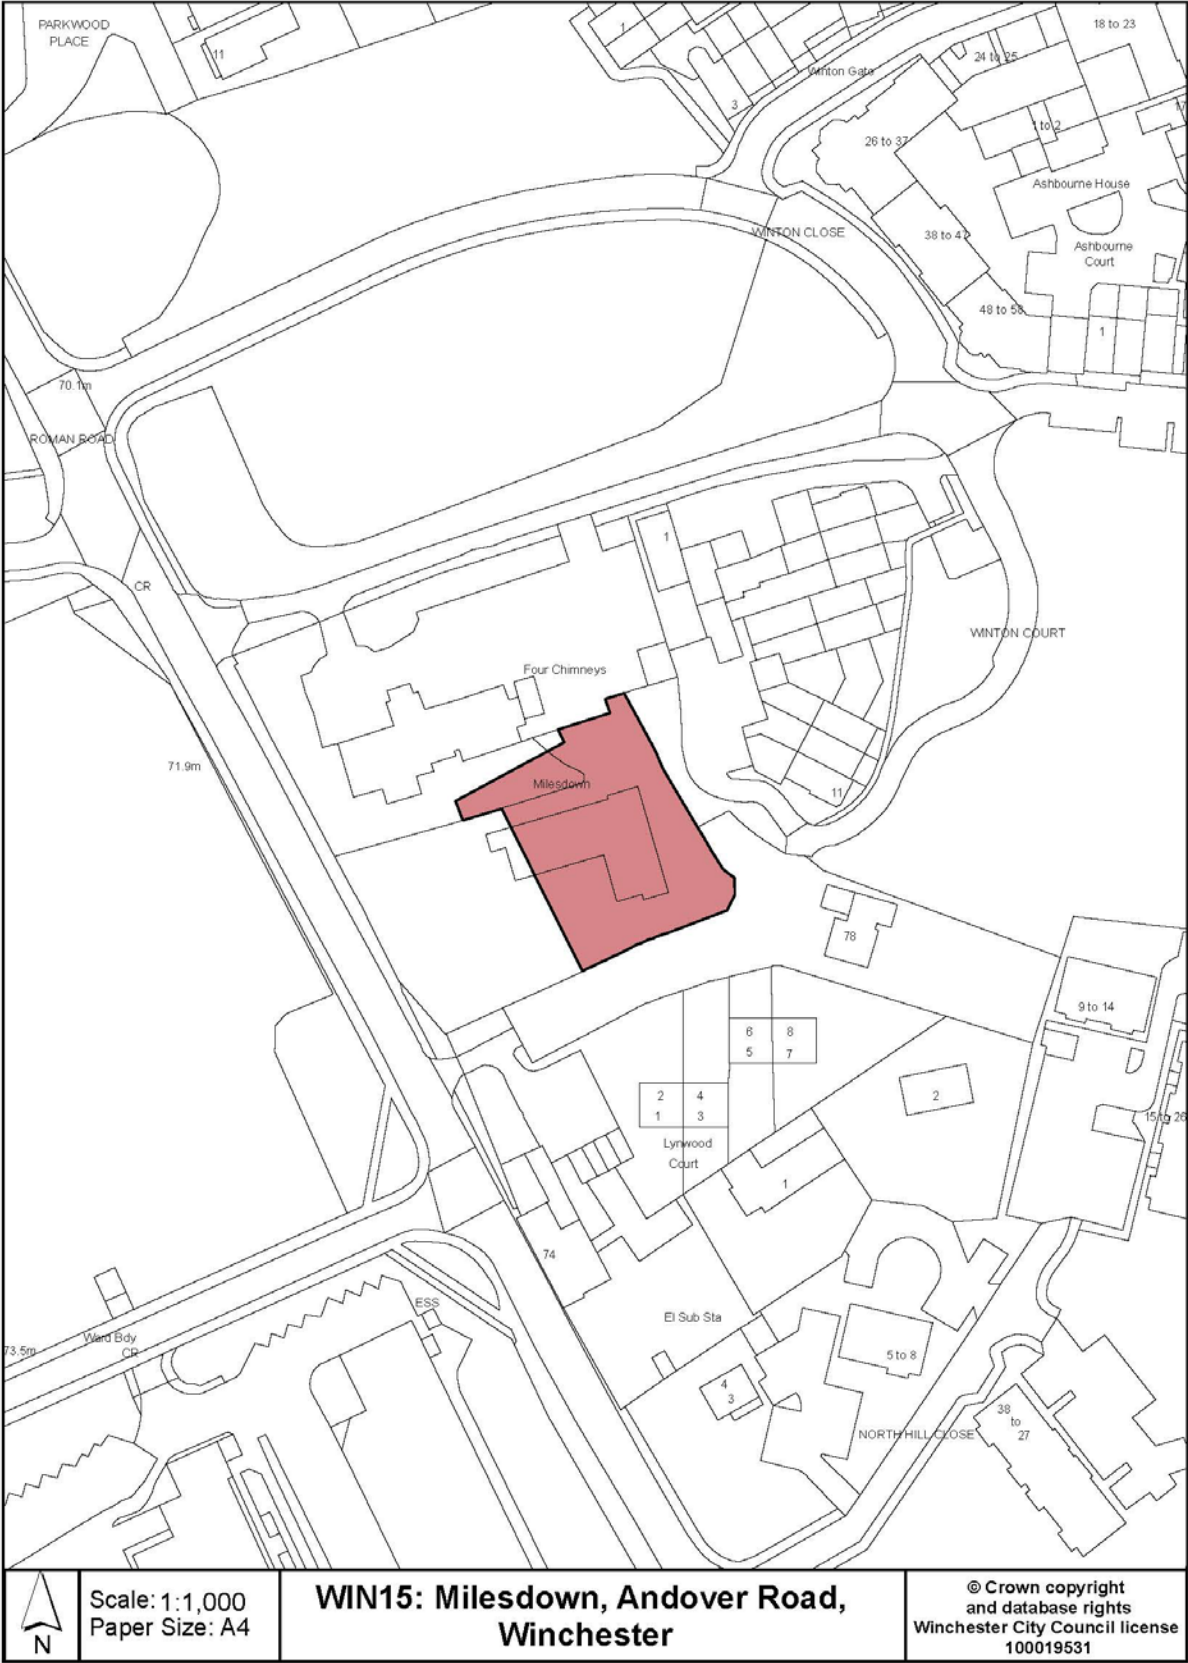 PARKWOOD
PLACE
11
1
3
Winton Gate
24 to 25
18 to 23
17
1 to 2
26 to 37
Ashbourne House
WINTON CLOSE
38 to 47
Ashbourne
Court
48 to 58
1
70.1m
ROMAN ROAD
1
CR
WINTON COURT
Four Chimneys
71.9m
Milesdown
11
78
9 to 14
6 8
5 7
2 4
1 3
2
15 to 26
Lynwood
Court
1
74
ESS
El Sub Sta
Ward Bdy
CR
73.5m
5 to 8
4
3
38
to
27
NORTH HILL CLOSE
N
Scale: 1:1,000
Paper Size: A4
WIN15: Milesdown, Andover Road,
Winchester
© Crown copyright
and database rights
Winchester City Council license
100019531